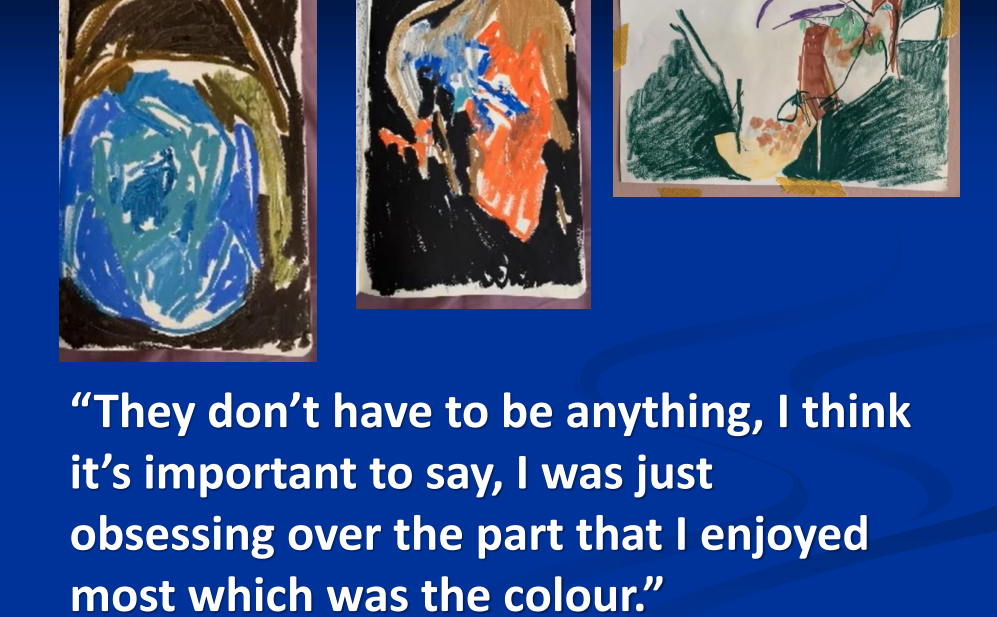 “They don’t have to be anything, I think
it’s important to say, I was just
obsessing over the part that I enjoyed
most which was the colour.”